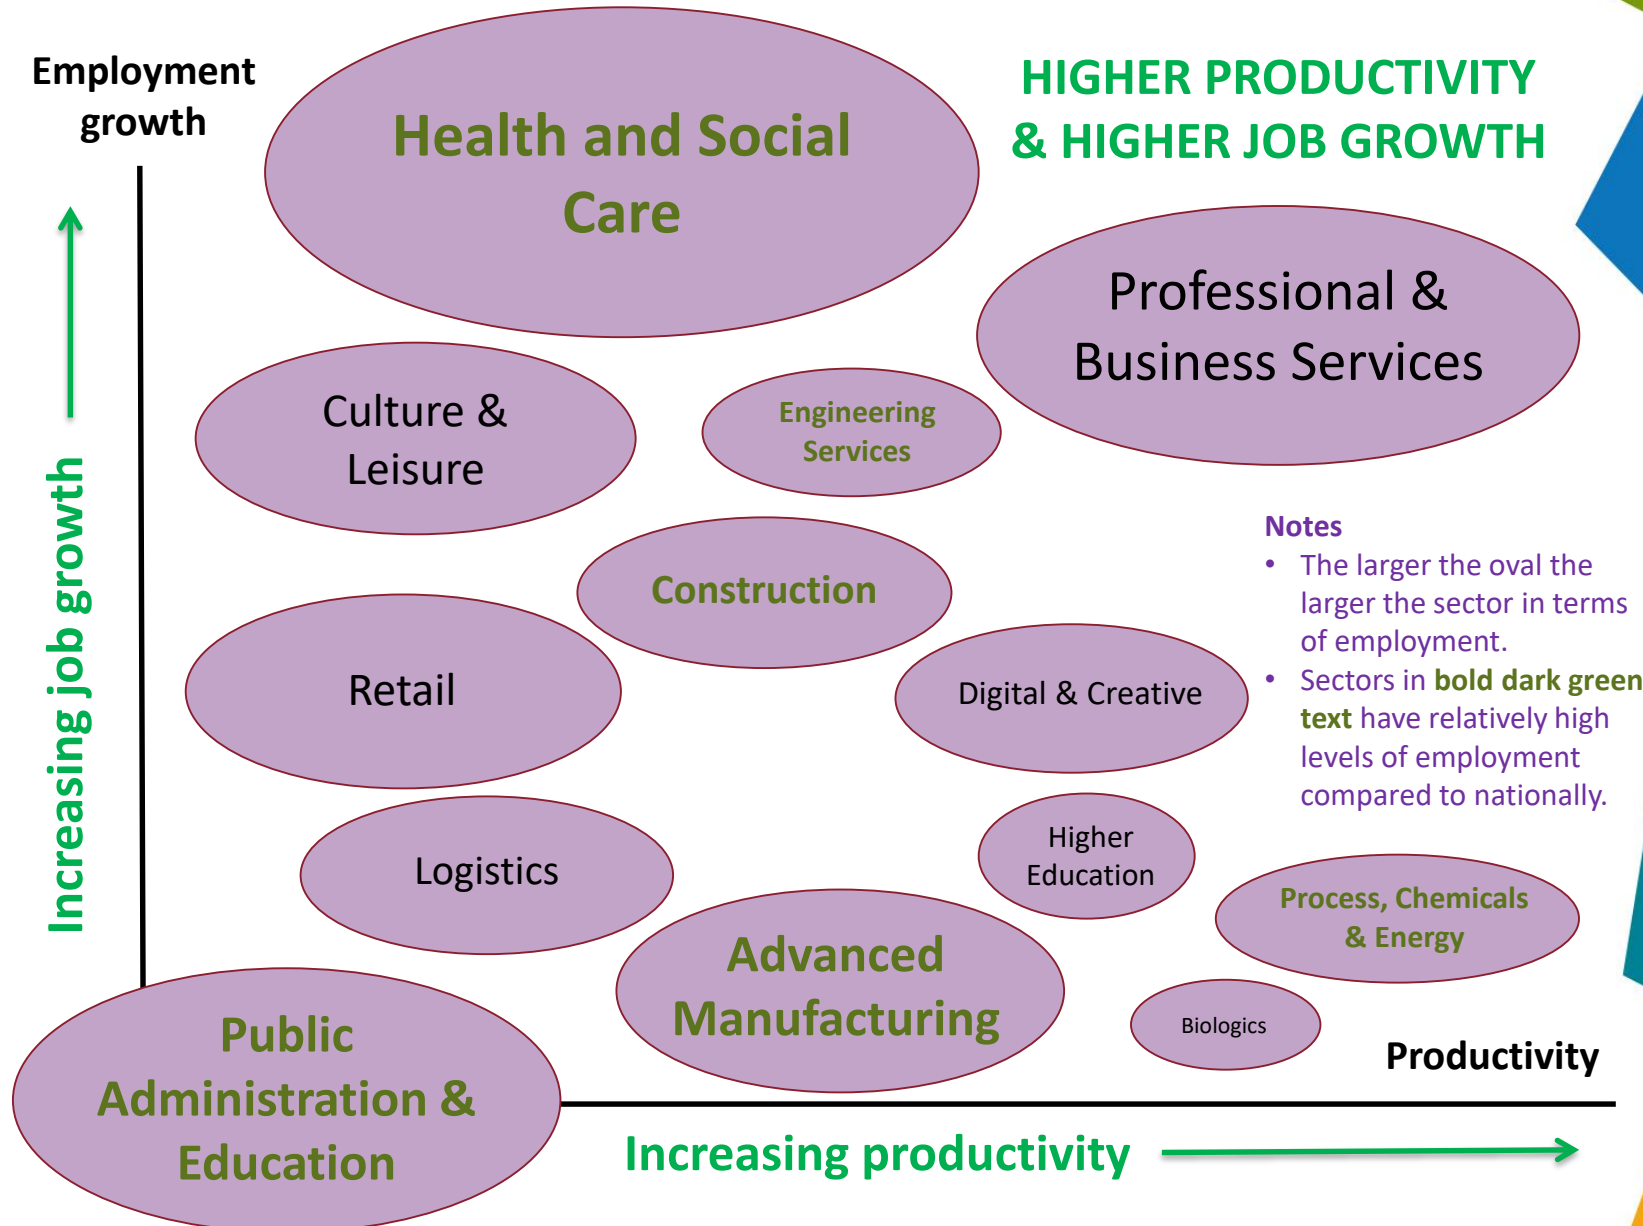 Employment
growth
HIGHER PRODUCTIVITY
& HIGHER JOB GROWTH
Health and Social
Care
Professional &
Business Services
Culture &
Leisure
Engineering
Services
Increasing job growth
Notes
• The larger the oval the
larger the sector in terms
of employment.
• Sectors in bold dark green
text have relatively high
levels of employment
compared to nationally.
Construction
Retail
Digital & Creative
Logistics
Higher
Education
Process, Chemicals
& Energy
Advanced
Manufacturing
Biologics
Public
Administration &
Education
Productivity
Increasing productivity